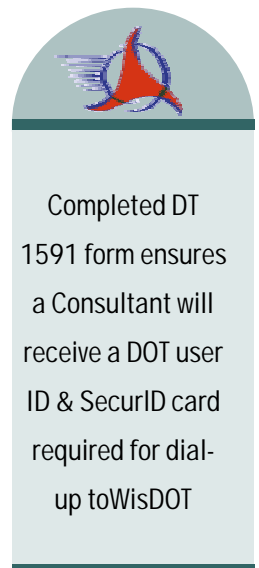 Completed DT
1591 form ensures
a Consultant will
receive a DOT user
ID & SecurID card
required for dial-
up toWisDOT